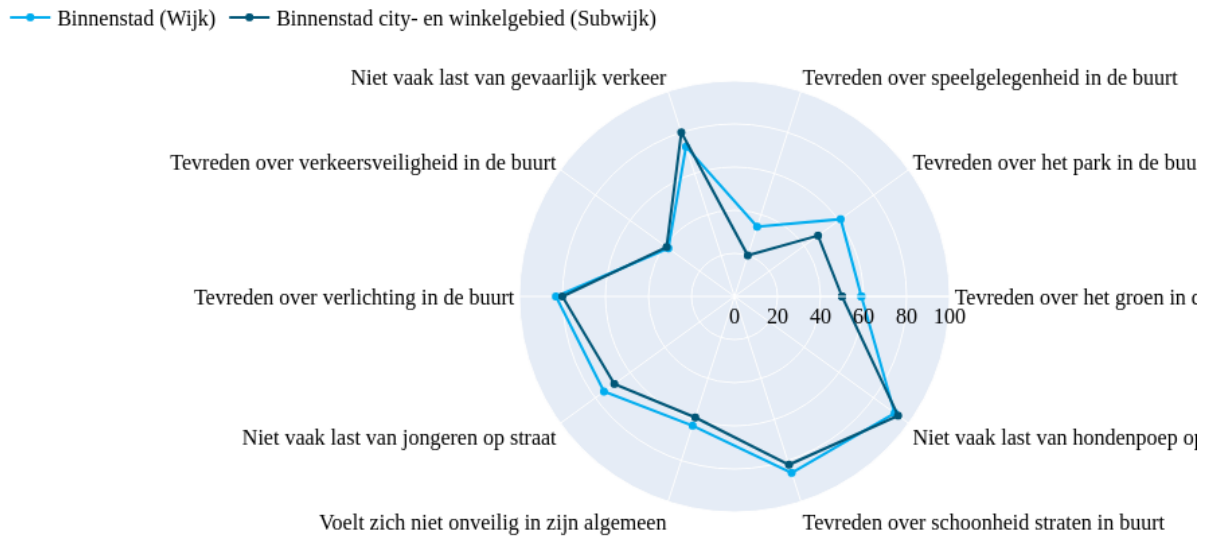 Binnenstad (Wijk) Binnenstad city- en winkelgebied (Subwijk)
Niet vaak last van gevaarlijk verkeer Tevreden over speelgelegenheid in de buurt
Tevreden over verkeersveiligheid in de buurt Tevreden over het park in de buu
Tevreden over verlichting in de buurt Tevreden over het groen in
0 20 40 60 80 100
Niet vaak last van jongeren op straat Niet vaak last van hondenpoep op
Voelt zich niet onveilig in zijn algemeen Tevreden over schoonheid straten in buurt